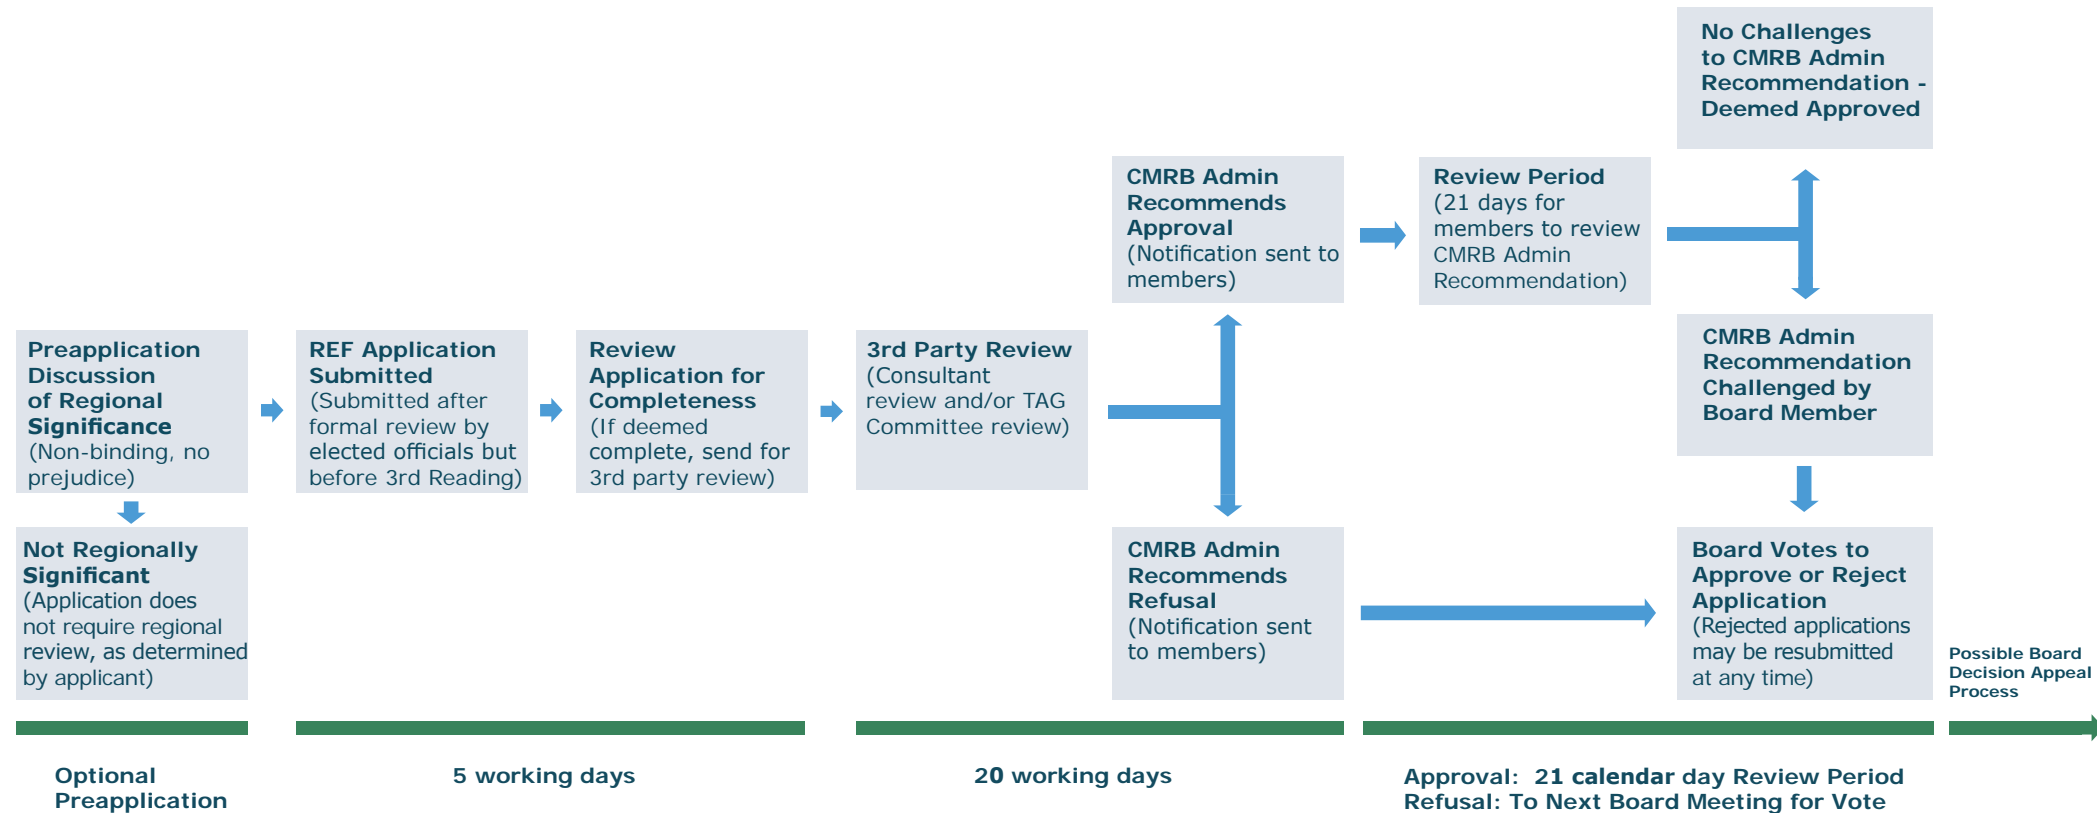 Preapplication
Discussion
of Regional
Significance
(Non-binding, no
prejudice)
Not Regionally
Significant
(Application does
not require regional
review, as determined
by applicant)
REF Application
Submitted
(Submitted after
formal review by
elected officials but
before 3rd Reading)
Review
Application for
Completeness
(If deemed
complete, send for
3rd party review)
3rd Party Review
(Consultant
review and/or TAG
Committee review)
CMRB Admin
Recommends
Approval
(Notification sent to
members)
CMRB Admin
Recommends
Refusal
(Notification sent
to members)
Review Period
(21 days for
members to review
CMRB Admin
Recommendation)
No Challenges
to CMRB Admin
Recommendation -
Deemed Approved
CMRB Admin
Recommendation
Challenged by
Board Member
Board Votes to
Approve or Reject
Application
(Rejected applications
may be resubmitted
at any time)
Possible Board
Decision Appeal
Process
Optional
Preapplication
5 working days
20 working days
Approval:  21 calendar day Review Period
Refusal: To Next Board Meeting for Vote